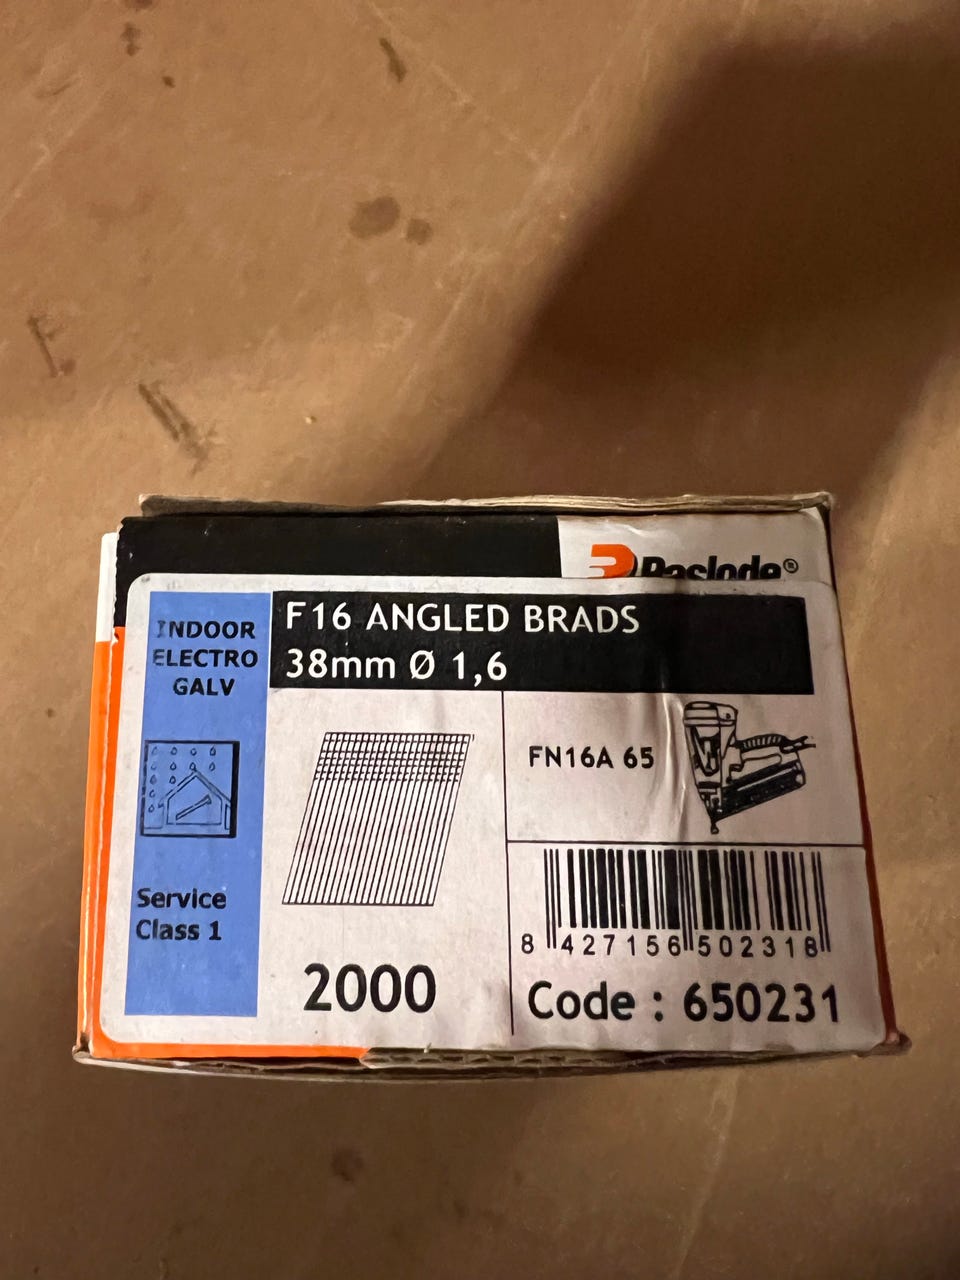 Paslode®
INDOOR
ELECTRO
GALV
F16 ANGLED BRADS
38mm Ø 1,6
FN16A 65
Service
Class 1
2000
8 427156 502318
Code : 650231